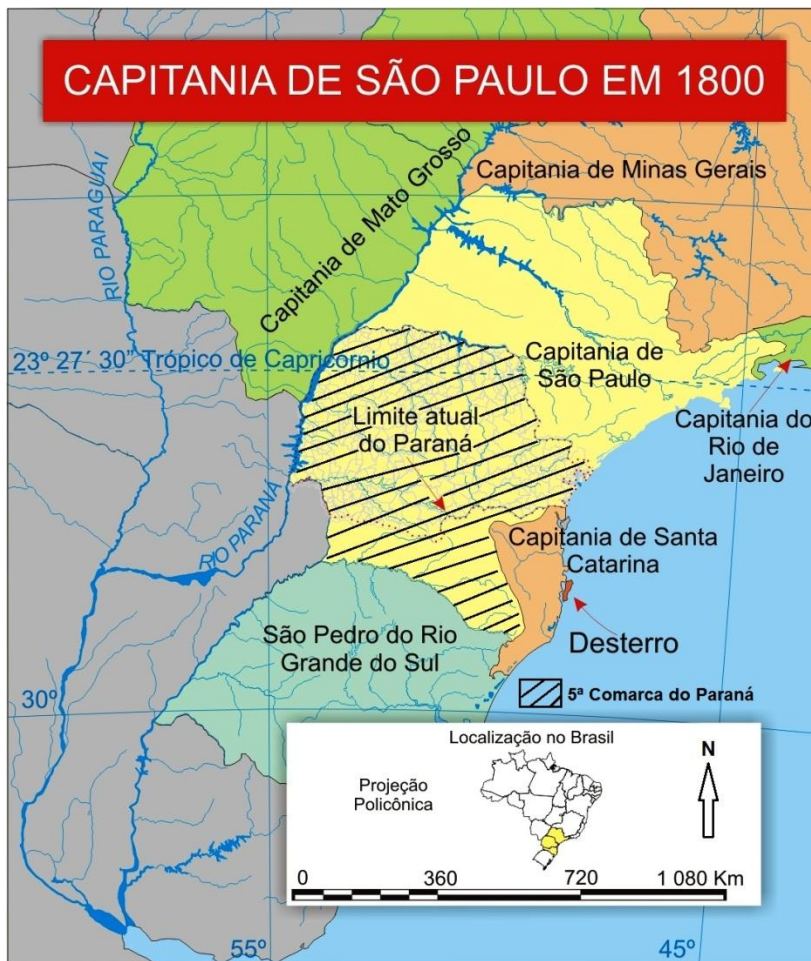 CAPITANIA DE SÃO PAULO EM 1800
Capitania de Minas Gerais
Capitania de Mato Grosso
RIO PARAGUAI
23º 27´ 30” Trópico de Capricornio
Capitania de
São Paulo
Limite atual
do Paraná
Capitania do
Rio de
Janeiro
RIO PARANÁ
Capitania de Santa
Catarina
Desterro
São Pedro do Rio
Grande do Sul
5ª Comarca do Paraná
30º
Localização no Brasil
Projeção
Policônica
N
0 360 720 1 080 Km
55º
45º